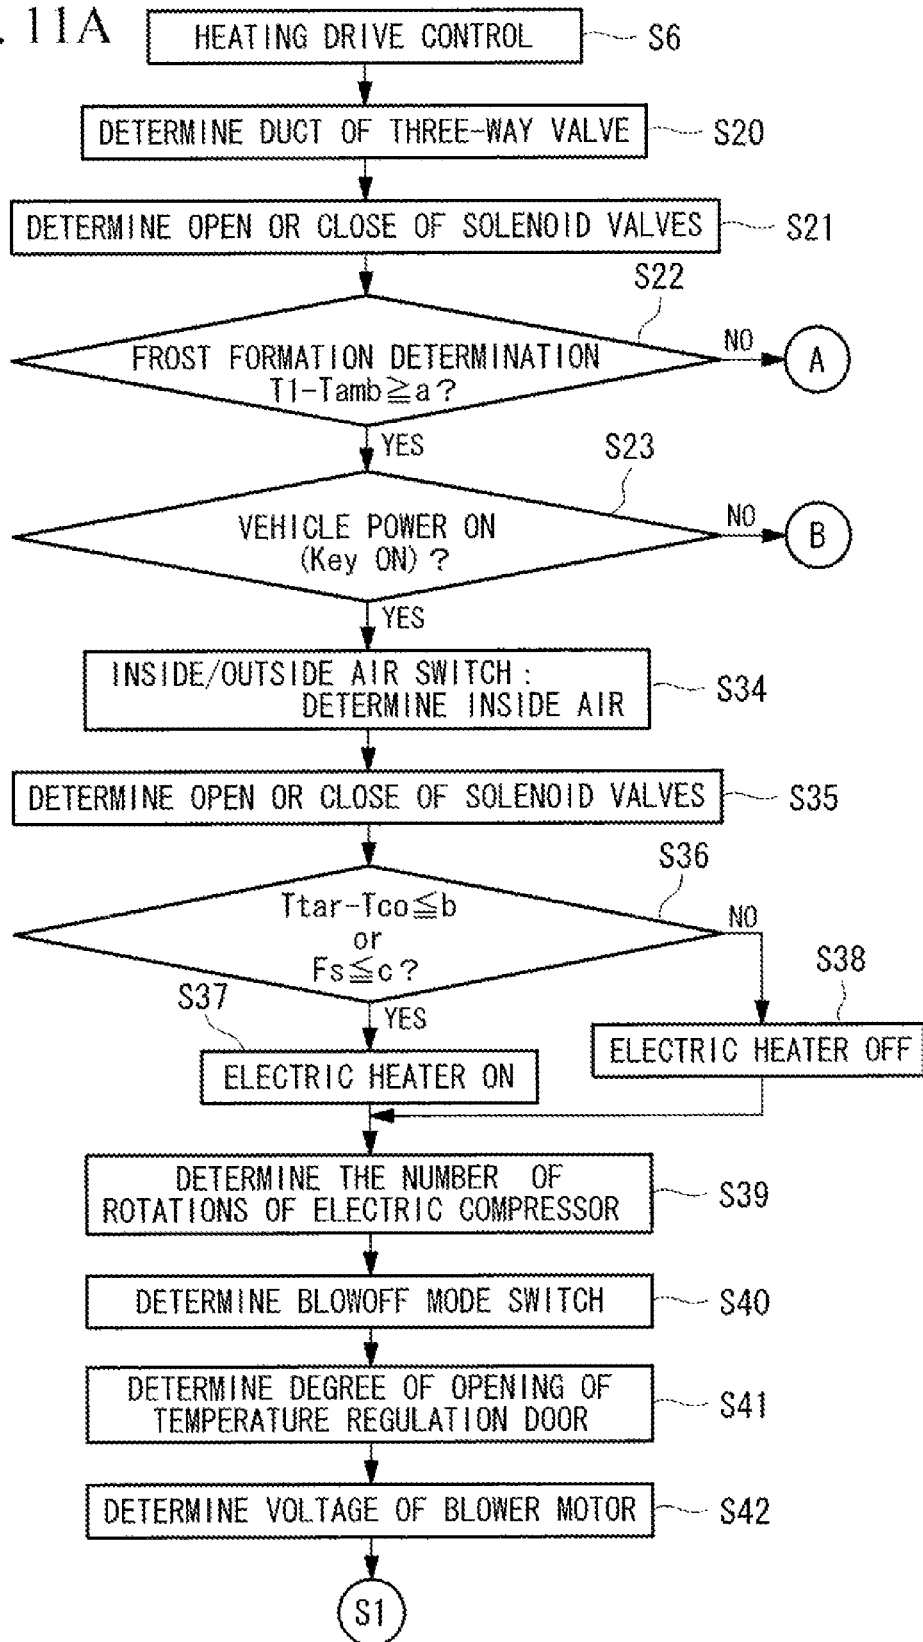 . 11A
HEATING DRIVE CONTROL
S6
DETERMINE DUCT OF THREE-WAY VALVE
S20
DETERMINE OPEN OR CLOSE OF SOLENOID VALVES
S21
S22
FROST FORMATION DETERMINATION
T1-Tamb≧a?
NO
A
YES
S23
VEHICLE POWER ON
(Key ON)?
NO
B
YES
INSIDE/OUTSIDE AIR SWITCH:
DETERMINE INSIDE AIR
S34
DETERMINE OPEN OR CLOSE OF SOLENOID VALVES
S35
S36
Ttar-Tco≦b
or
Fs≦c?
NO
YES
S37
ELECTRIC HEATER ON
S38
ELECTRIC HEATER OFF
DETERMINE THE NUMBER OF
ROTATIONS OF ELECTRIC COMPRESSOR
S39
DETERMINE BLOWOFF MODE SWITCH
S40
DETERMINE DEGREE OF OPENING OF
TEMPERATURE REGULATION DOOR
S41
DETERMINE VOLTAGE OF BLOWER MOTOR
S42
S1